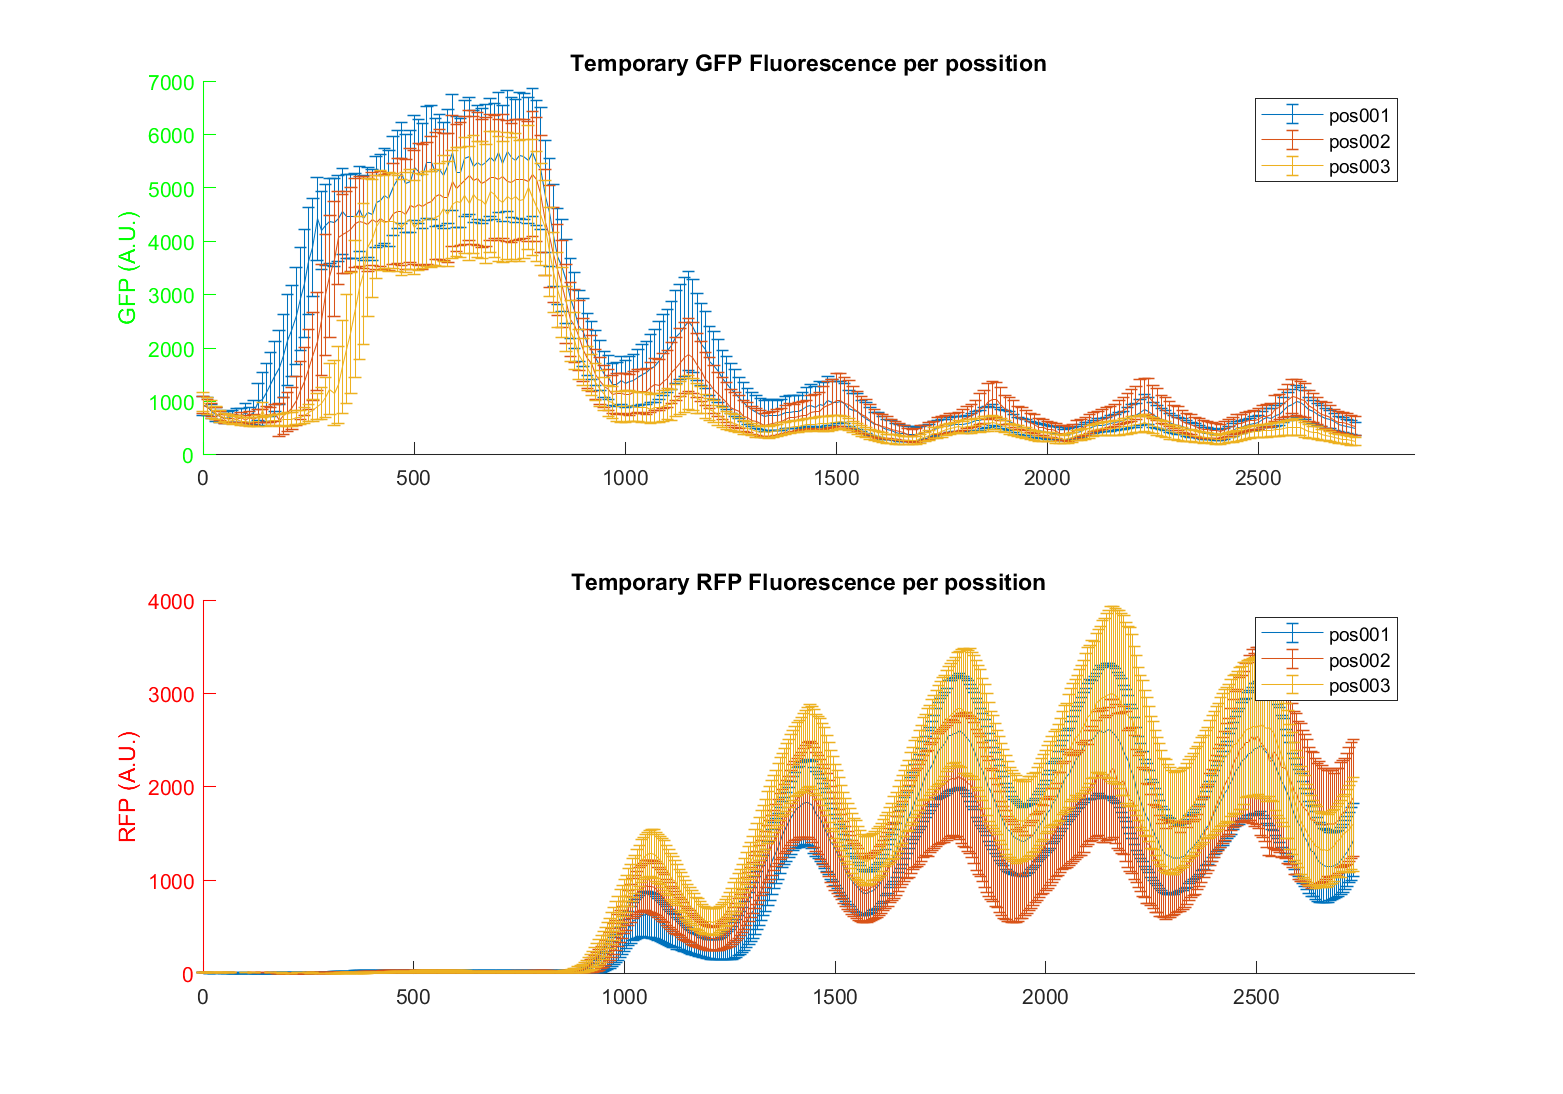 Temporary GFP Fluorescence per possition
7000
6000
5000
4000
3000
2000
1000
0
GFP (A.U.)
pos001
pos002
pos003
0 500 1000 1500 2000 2500
Temporary RFP Fluorescence per possition
4000
3000
2000
1000
0
RFP (A.U.)
pos001
pos002
pos003
0 500 1000 1500 2000 2500